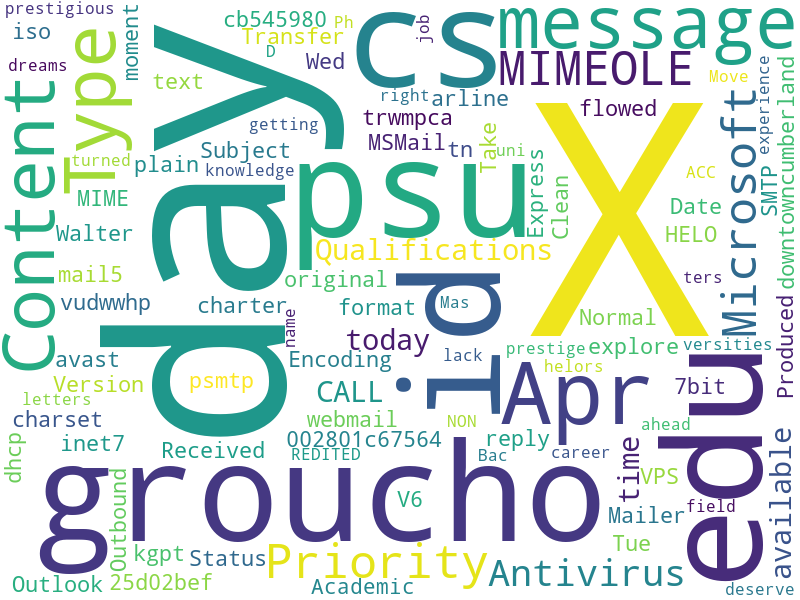 prestigious
iso
dreams
Content
Type
moment
day
cb545980
Transfer
Ph
D
Wed
text
cs
job
message
MIMEOLE
Move
right
arline
flowed
getting
trwmpca
MSMail
tn
Take
uni
turned
plain
Subject
knowledge
MIME
psu
Express
Clean
X
ACC
Microsoft
SMTP
experience
downtowncumberland
Date
HELO
Walter
Qualifications
mail5
original
id
Mas
ters
vudwwhp
charter
name
format
Normal
today
avast
Encoding
lack
prestige
explore
versities
Produced
Version
psmtp
helors
letters
CALL
Apr
7bit
edu
charset
webmail
NON
inet7
Received
002801c67564
reply
ahead
REDITED
Bac
career
time
VPS
available
dhcp
groucho
V6
field
Mailer
Outbound
kgpt
Status
Priority
Tue
Antivirus
Outlook
25d02bef
Academic
deserve